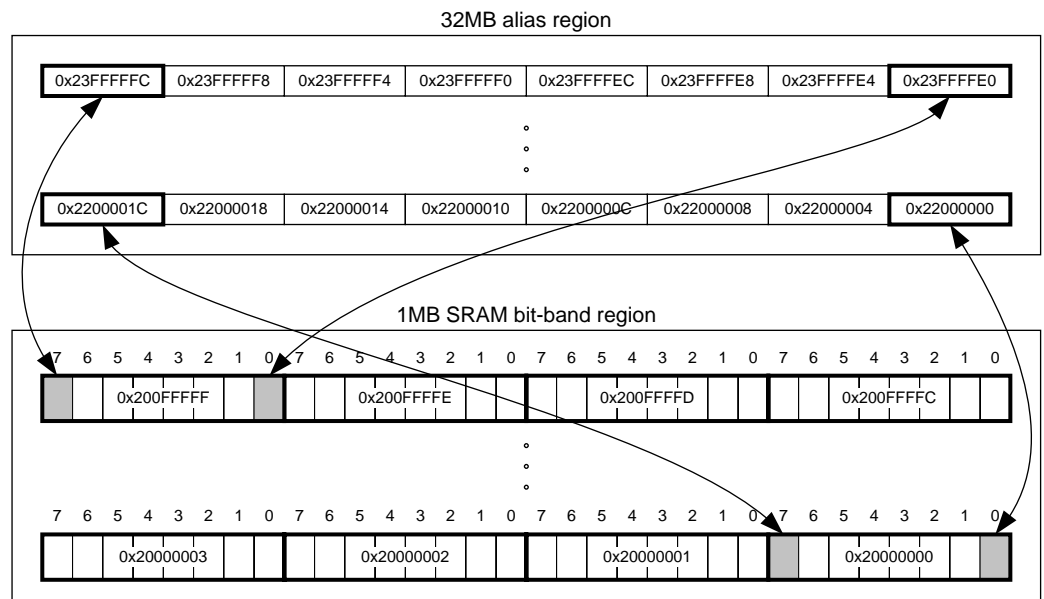 32MB alias region
0x23FFFFFC 0x23FFFFF8 0x23FFFFF4 0x23FFFFF0 0x23FFFFEC 0x23FFFFE8 0x23FFFFE4 0x23FFFFE0
0x2200001C 0x22000018 0x22000014 0x22000010 0x2200000C 0x22000008 0x22000004 0x22000000
1MB SRAM bit-band region
7 6 5 4 3 2 1 0 7 6 5 4 3 2 1 0 7 6 5 4 3 2 1 0 7 6 5 4 3 2 1 0
0x200FFFFF 0x200FFFFE 0x200FFFFD 0x200FFFFC
7 6 5 4 3 2 1 0 7 6 5 4 3 2 1 0 7 6 5 4 3 2 1 0 7 6 5 4 3 2 1 0
0x20000003 0x20000002 0x20000001 0x20000000